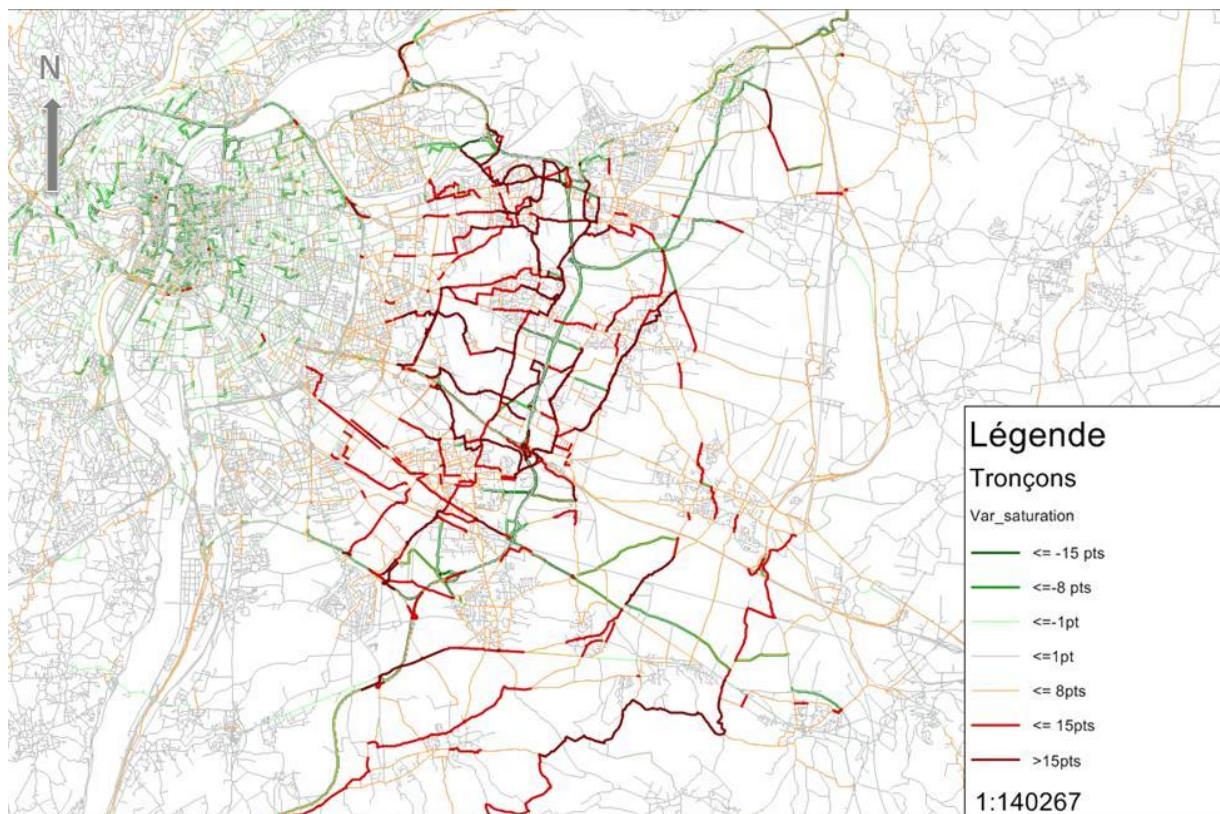 N
Légende
Tronçons
Var_saturation
<= -15 pts
<=-8 pts
<=-1pt
<=1pt
<= 8pts
<= 15pts
>15pts
1:140267